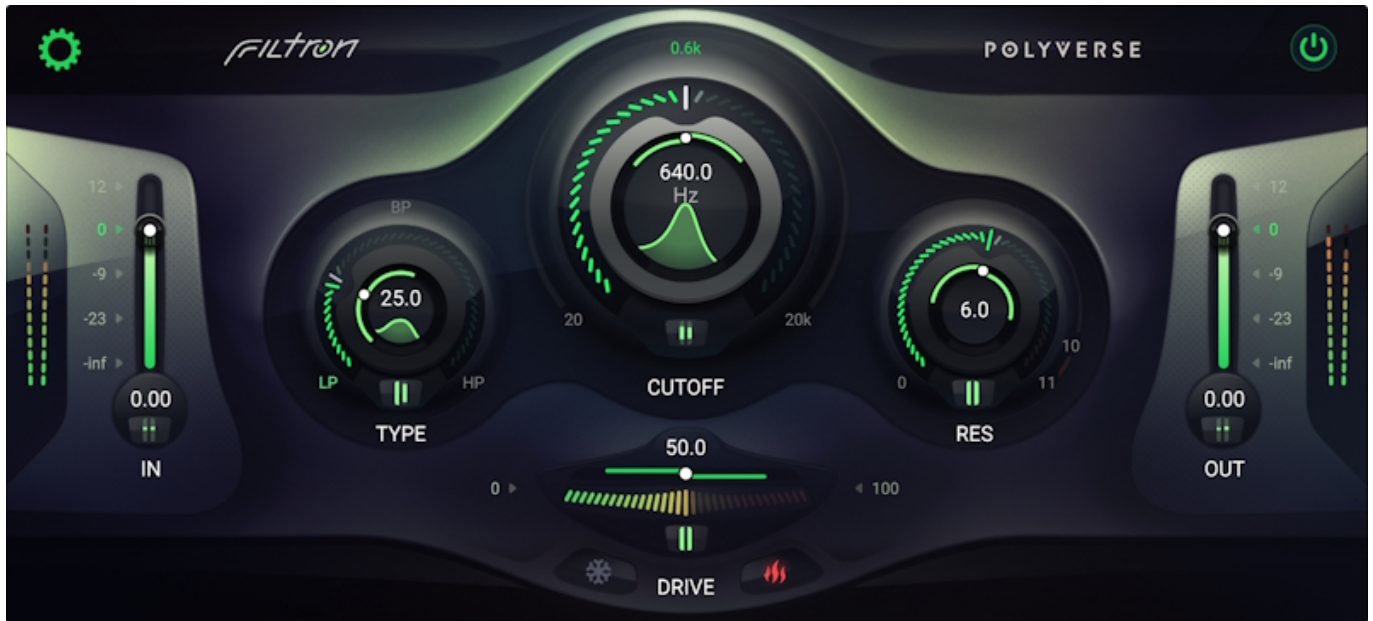 FILTRON
0.6k
POLYVERSE
12
0
-9
-23
-inf
0.00
IN
BP
25.0
LP
HP
TYPE
640.0
Hz
20
20k
CUTOFF
6.0
0
10
11
RES
12
0
-9
-23
-inf
0.00
OUT
50.0
0
100
DRIVE